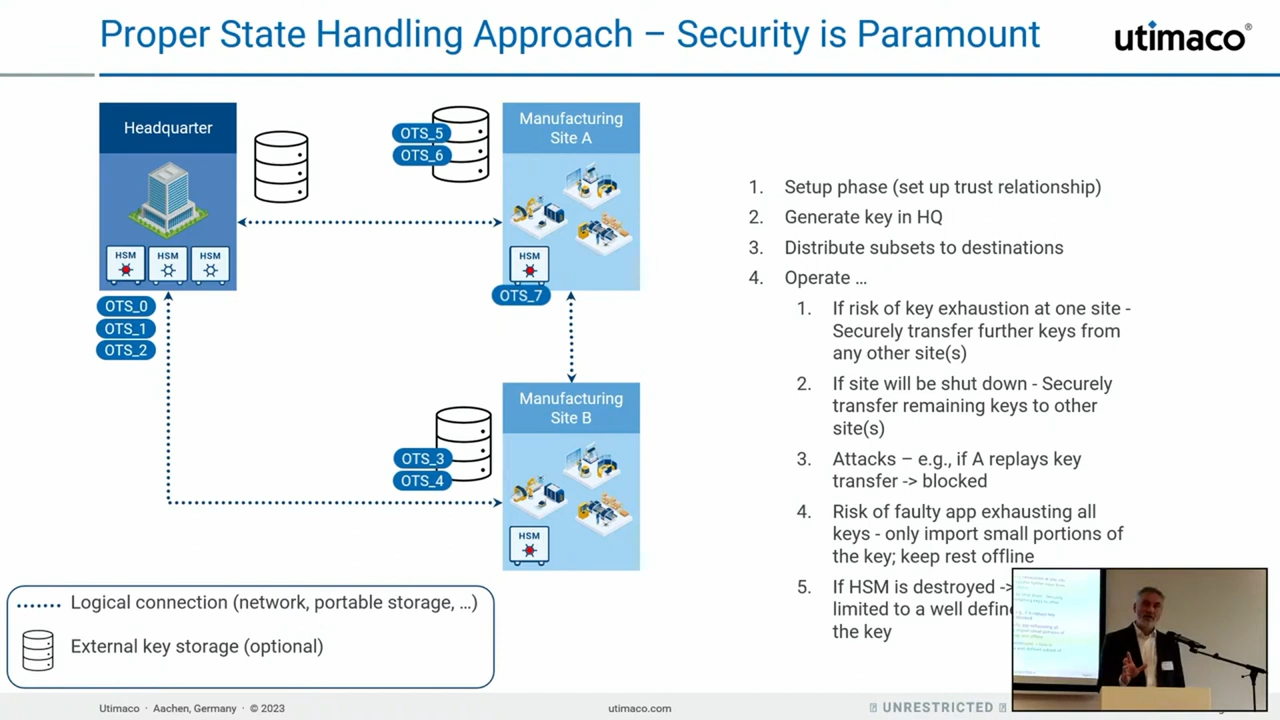 Proper State Handling Approach – Security is Paramount
utimaco®
Headquarter
HSM
HSM
HSM
OTS_0
OTS_1
OTS_2
OTS_5
OTS_6
Manufacturing
Site A
HSM
OTS_7
Manufacturing
Site B
OTS_3
OTS_4
HSM
1. Setup phase (set up trust relationship)
2. Generate key in HQ
3. Distribute subsets to destinations
4. Operate ...
1. If risk of key exhaustion at one site -
Securely transfer further keys from
any other site(s)
2. If site will be shut down - Securely
transfer remaining keys to other
site(s)
3. Attacks – e.g., if A replays key
transfer -> blocked
4. Risk of faulty app exhausting all
keys - only import small portions of
the key; keep rest offline
5. If HSM is destroyed ->
limited to a well
the key
Logical connection (network, portable storage, ...)
External key storage (optional)
Utimaco · Aachen, Germany · © 2023
utimaco.com
UNRESTRICTED